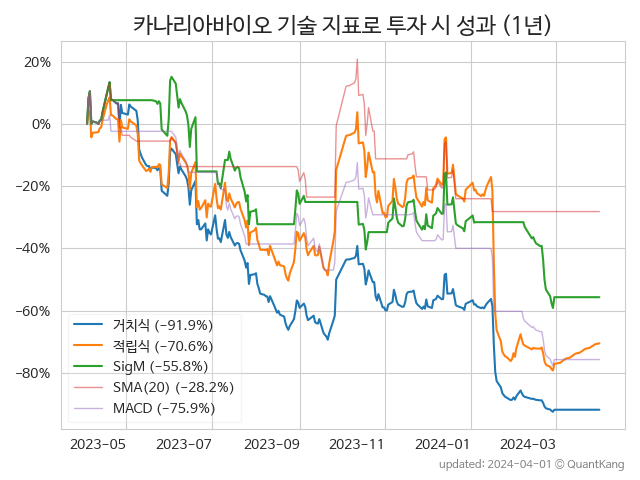 카나리아바이오 기술 지표로 투자 시 성과 (1년)
20%
0%
−20%
−40%
−60%
−80%
거치식 (−91.9%)
적립식 (−70.6%)
SigM (−55.8%)
SMA(20) (−28.2%)
MACD (−75.9%)
2023-05 2023-07 2023-09 2023-11 2024-01 2024-03
updated: 2024-04-01 © QuantKang